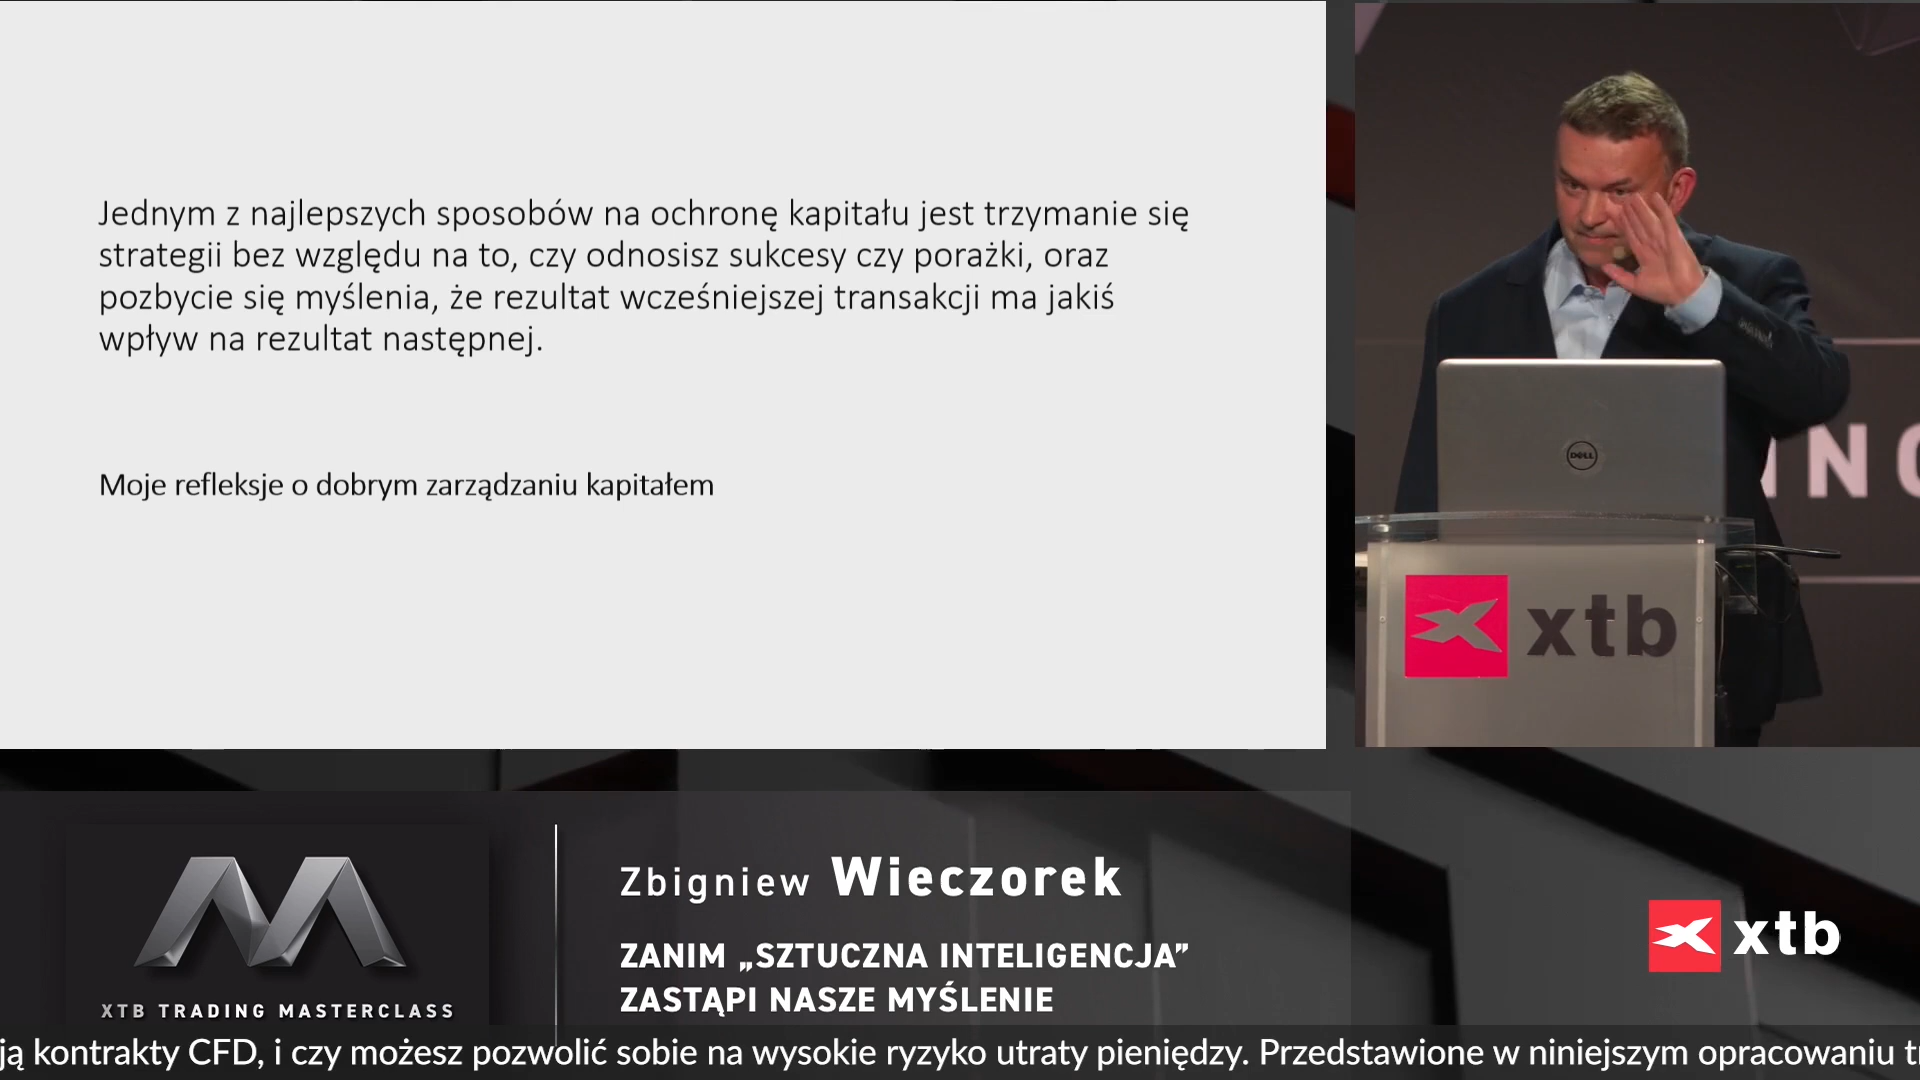 Jednym z najlepszych sposobów na ochronę kapitału jest trzymanie się
strategii bez względu na to, czy odnosisz sukcesy czy porażki, oraz
pozbycie się myślenia, że rezultat wcześniejszej transakcji ma jakiś
wpływ na rezultat następnej.
Moje refleksje o dobrym zarządzaniu kapitałem
DELL
xtb
Zbigniew Wieczorek
ZANIM „SZTUCZNA INTELIGENCJA”
ZASTĄPI NASZE MYŚLENIE
XTB TRADING MASTERCLASS
xtb
kontrakty CFD, i czy możesz pozwolić sobie na wysokie ryzyko utraty pieniędzy. Przedstawione w niniejszym opracowaniu